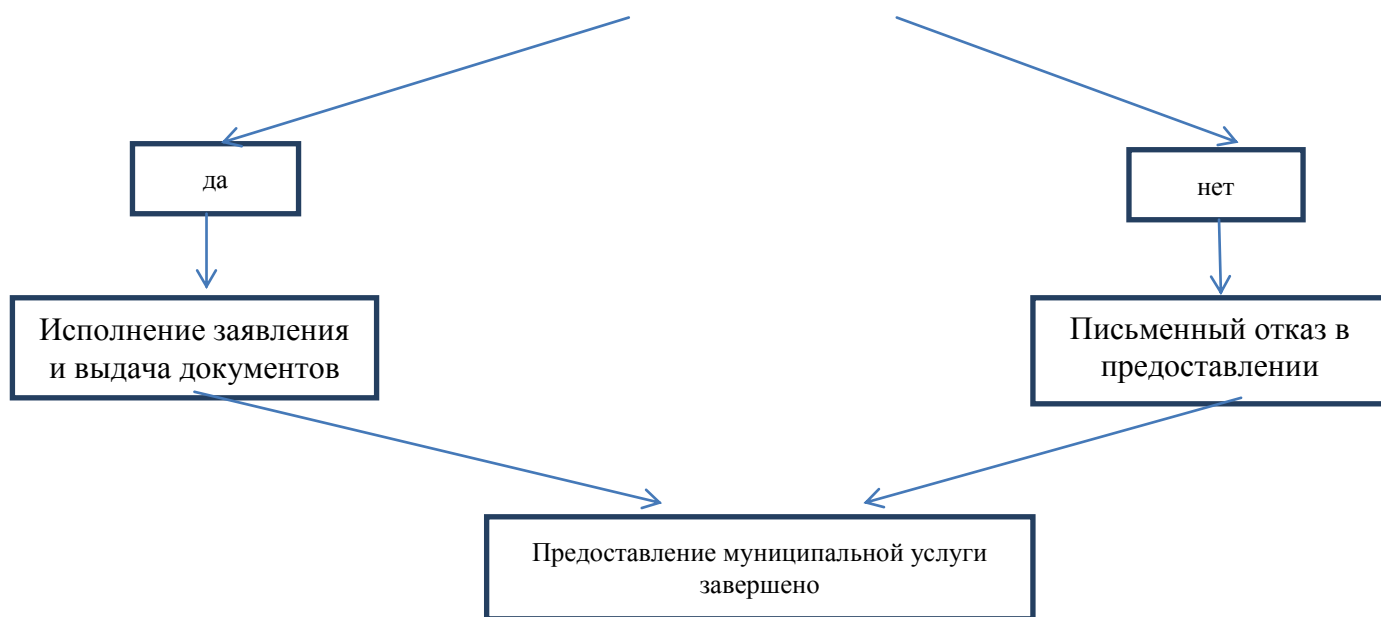 да
нет
Исполнение заявления
и выдача документов
Письменный отказ в
предоставлении
Предоставление муниципальной услуги
завершено